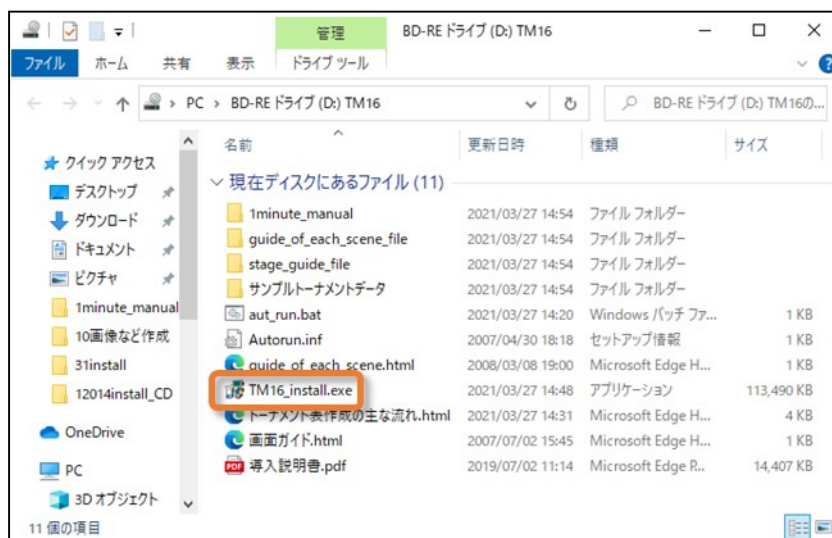 管理 BD-RE ドライブ (D:) TM16
ファイル ホーム 共有 表示 ドライブ ツール
PC › BD-RE ドライブ (D:) TM16
BD-RE ドライブ (D:) TM16の...
名前 更新日時 種類 サイズ
クイック アクセス
デスクトップ
ダウンロード
ドキュメント
ピクチャ
1minute_manual
10画像など作成
31install
12014install_CD
OneDrive
PC
3D オブジェクト
現在ディスクにあるファイル (11)
1minute_manual 2021/03/27 14:54 ファイル フォルダー
guide_of_each_scene_file 2021/03/27 14:54 ファイル フォルダー
stage_guide_file 2021/03/27 14:54 ファイル フォルダー
サンプルトーナメントデータ 2021/03/27 14:54 ファイル フォルダー
aut_run.bat 2021/03/27 14:20 Windows バッチ ファ... 1 KB
Autorun.inf 2007/04/30 18:18 セットアップ情報 1 KB
guide_of_each_scene.html 2008/03/08 19:00 Microsoft Edge H... 1 KB
TM16_install.exe 2021/03/27 14:48 アプリケーション 113,490 KB
トーナメント表作成の主な流れ.html 2021/03/27 14:31 Microsoft Edge H... 4 KB
画面ガイド.html 2007/07/02 15:45 Microsoft Edge H... 1 KB
PDF 導入説明書.pdf 2019/07/02 11:14 Microsoft Edge P... 14,407 KB
11 個の項目